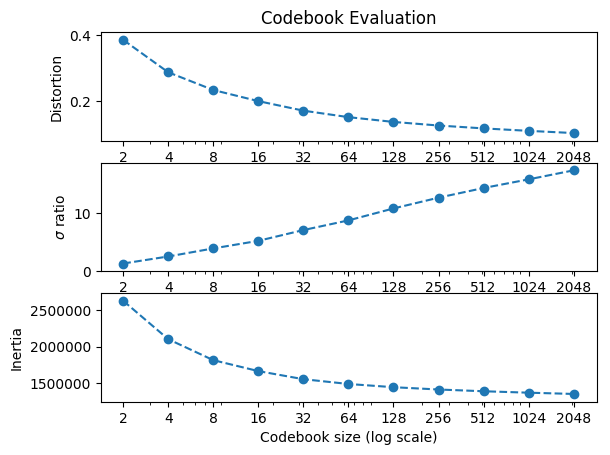 Codebook Evaluation
0.4
0.2
Distortion
2 4 8 16 32 64 128 256 512 1024 2048
10
0
σ ratio
2 4 8 16 32 64 128 256 512 1024 2048
2500000
2000000
1500000
Inertia
2 4 8 16 32 64 128 256 512 1024 2048
Codebook size (log scale)